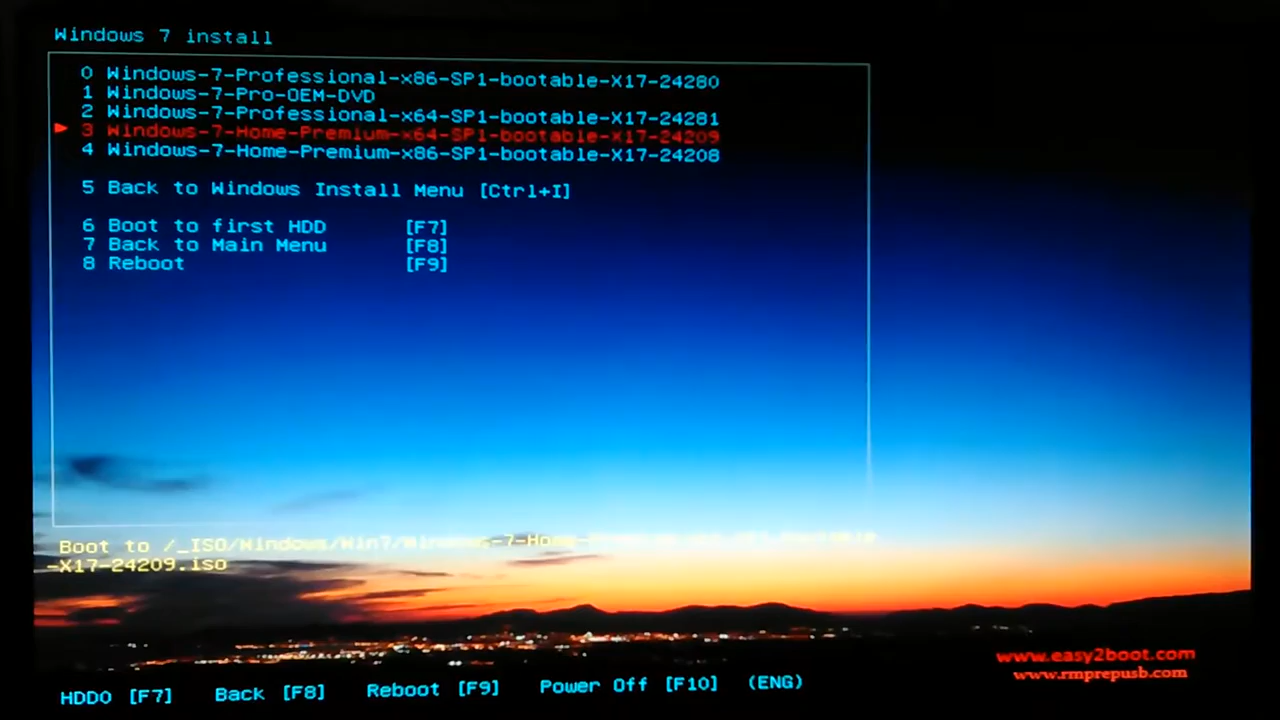 Windows 7 install
0 Windows-7-Professional-x86-SP1-bootable-X17-24280
1 Windows-7-Pro-OEM-DVD
2 Windows-7-Professional-x64-SP1-bootable-X17-24281
3 Windows-7-Home-Premium-x64-SP1-bootable-X17-24209
4 Windows-7-Home-Premium-x86-SP1-bootable-X17-24208
5 Back to Windows Install Menu [Ctrl+I]
6 Boot to first HDD [F7]
7 Back to Main Menu [F8]
8 Reboot [F9]
Boot to /_ISO/Windows/Win7/Windows-7-Home-
-X17-24209.iso
www.easy2boot.com
www.rmprepusb.com
HDD0 [F7] Back [F8] Reboot [F9] Power Off [F10] (ENG)